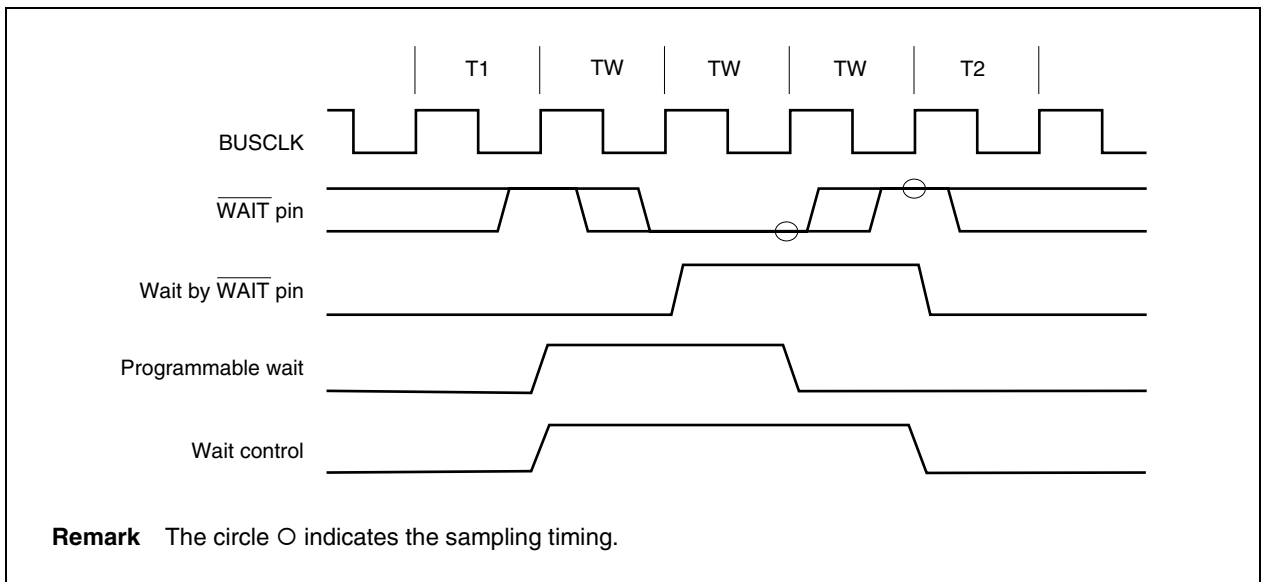 T1 TW TW TW T2
BUSCLK
WAIT pin
Wait by WAIT pin
Programmable wait
Wait control
Remark The circle O indicates the sampling timing.